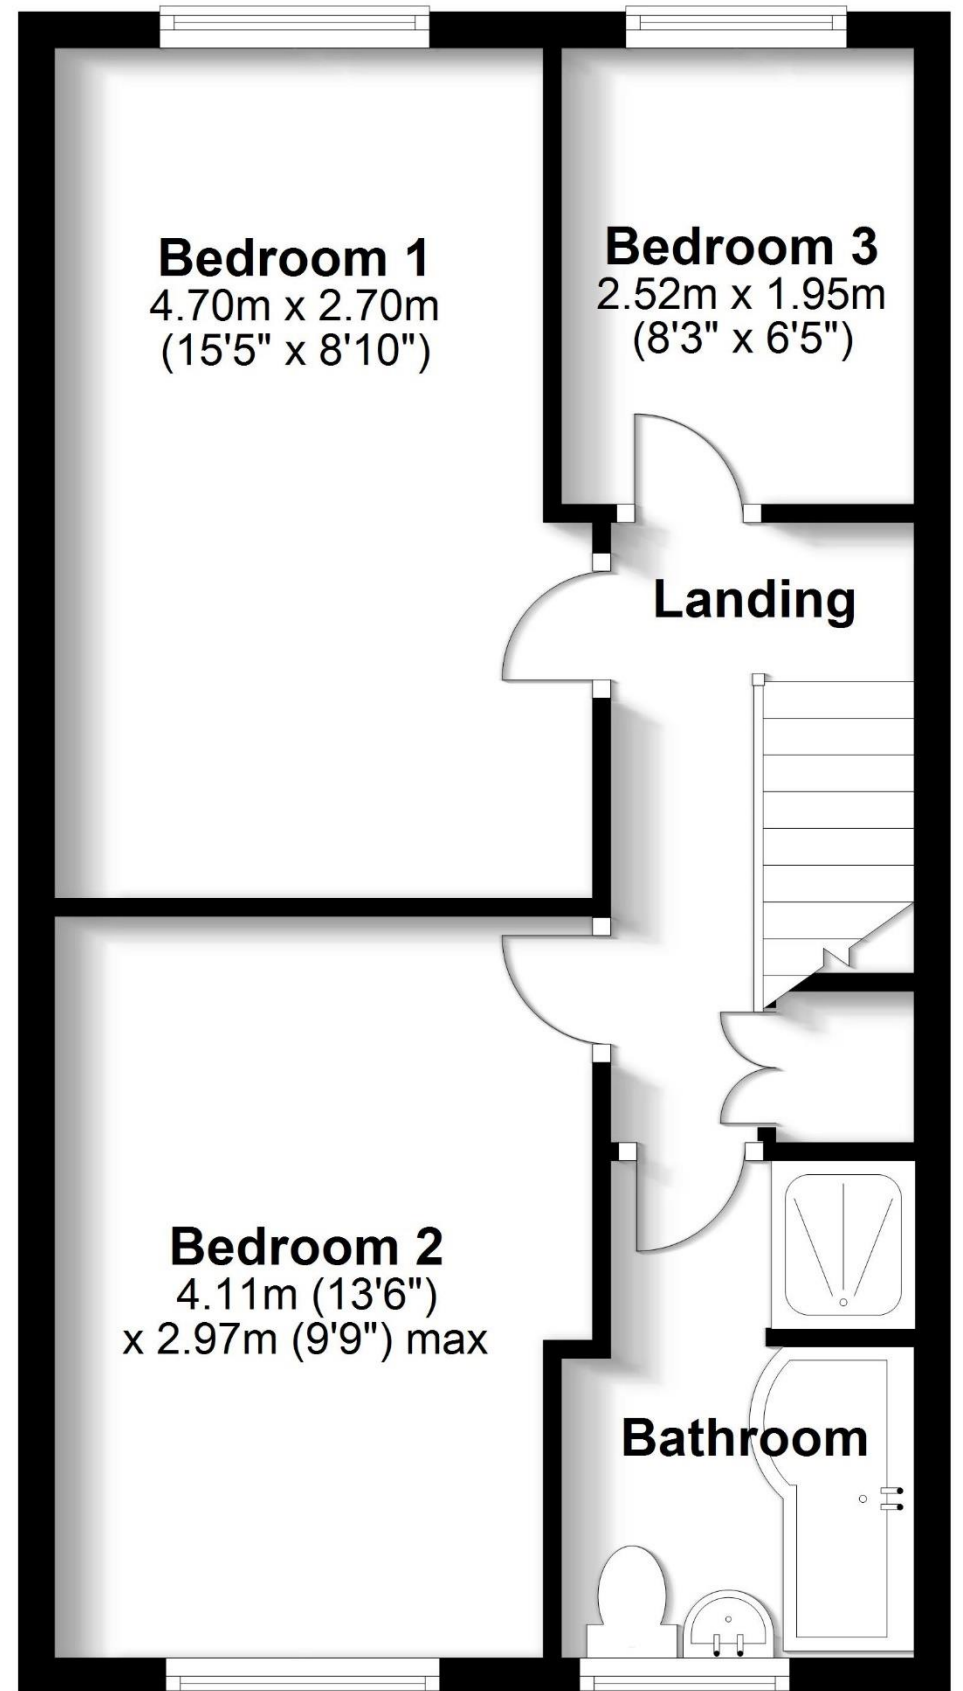 Bedroom 1
4.70m x 2.70m
(15'5" x 8'10")
Bedroom 3
2.52m x 1.95m
(8'3" x 6'5")
Landing
Bedroom 2
4.11m (13'6")
x 2.97m (9'9") max
Bathroom